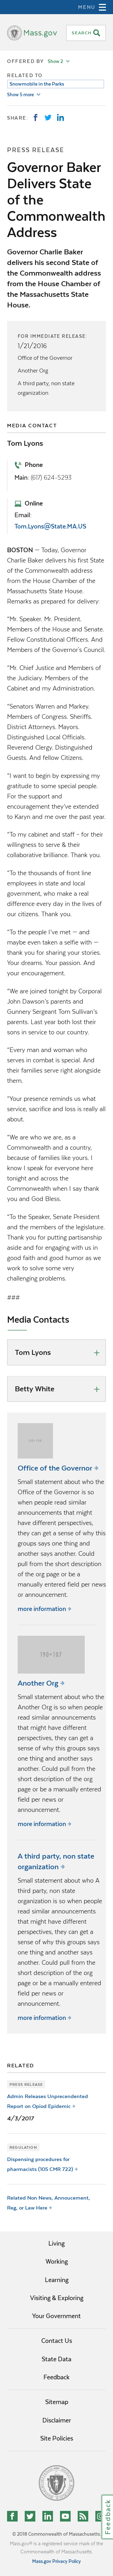 MENU
Mass.gov
SEARCH
OFFERED BY Show 2
RELATED TO
Snowmobile in the Parks
Show 5 more
SHARE
PRESS RELEASE
Governor Baker
Delivers State
of the
Commonwealth
Address
Governor Charlie Baker
delivers his second State of
the Commonwealth address
from the House Chamber of
the Massachusetts State
House.
FOR IMMEDIATE RELEASE
1/21/2016
Office of the Governor
Another Org
A third party, non state
organization
MEDIA CONTACT
Tom Lyons
Phone
Main: (617) 624-5293
Online
Email:
Tom.Lyons@State.MA.US
BOSTON — Today, Governor
Charlie Baker delivers his first State
of the Commonwealth address
from the House Chamber of the
Massachusetts State House.
Remarks as prepared for delivery:
"Mr. Speaker. Mr. President,
Members of the House and Senate.
Fellow Constitutional Officers. And
Members of the Governor's Council.
"Mr. Chief Justice and Members of
the Judiciary. Members of the
Cabinet and my Administration.
"Senators Warren and Markey.
Members of Congress, Sheriffs.
District Attorneys. Mayors.
Distinguished Local Officials.
Reverend Clergy. Distinguished
Guests. And fellow Citizens.
"I want to begin by expressing my
gratitude to some special people.
For the support and
encouragement they've extended
to Karyn and me over the past year.
"To my cabinet and staff - for their
willingness to serve & their
collaborative brilliance. Thank you.
"To the thousands of front line
employees in state and local
government, who make a real
difference every day in the lives of
our citizens. Thank you.
"To the people I've met — and
maybe even taken a selfie with —
thank you for sharing your stories.
Your dreams. Your passion. And
your encouragement.
"We are joined tonight by Corporal
John Dawson's parents and
Gunnery Sergeant Tom Sullivan's
parents. Last year both lost their
sons in service to our country.
"Every man and woman who
serves in combat is special. And
their families serve right alongside
them.
"Your presence reminds us what
service, sacrifice and loss is really all
about.
"And who we are, as a
Commonwealth and a country,
because of families like yours. I
know I speak for everyone here
tonight and across the
Commonwealth when I say thank
you and God Bless.
"To the Speaker, Senate President
and the members of the legislature.
Thank you for putting partisanship
aside and for engaging with us in
good faith and good humor to solve
very challenging problems.
###
Media Contacts
Tom Lyons
Betty White
Office of the Governor
Small statement about who the
Office of the Governor is so
when people read similar
announcements that might
have different perspectives,
they can get a sense of why
this groups says one thing and
another says another. Could
pull from the short description
of the org page or be a
manually entered field of even
per announcement.
more information
190×107
Another Org
Small statement about who the
Another Org is so when people
read similar announcements
that might have different
perspectives, they can get a
sense of why this group says
one thing and another says
another. Could pull from the
short description of the org
page or be a manually entered
field of even per
announcement.
more information
A third party, non state
organization
Small statement about who A
third party, non state
organization is so when people
read similar announcements
that might have different
perspectives, they can get a
sense of why this groups says
one thing and another says
another. Could pull from the
short description of the org
page or be a manually entered
field of even per
announcement.
more information
RELATED
PRESS RELEASE
Admin Releases Unprecendented
Report on Opiod Epidemic
4/3/2017
REGULATION
Dispensing procedures for
pharmacists (105 CMR 722)
Related Non News, Annoucement,
Reg, or Law Here
Living
Working
Learning
Visiting & Exploring
Your Government
Contact Us
State Data
Feedback
Sitemap
Disclaimer
Site Policies
Feedback
© 2018 Commonwealth of Massachusetts.
Mass.gov® is a registered service mark of the
Commonwealth of Massachusetts.
Mass.gov Privacy Policy